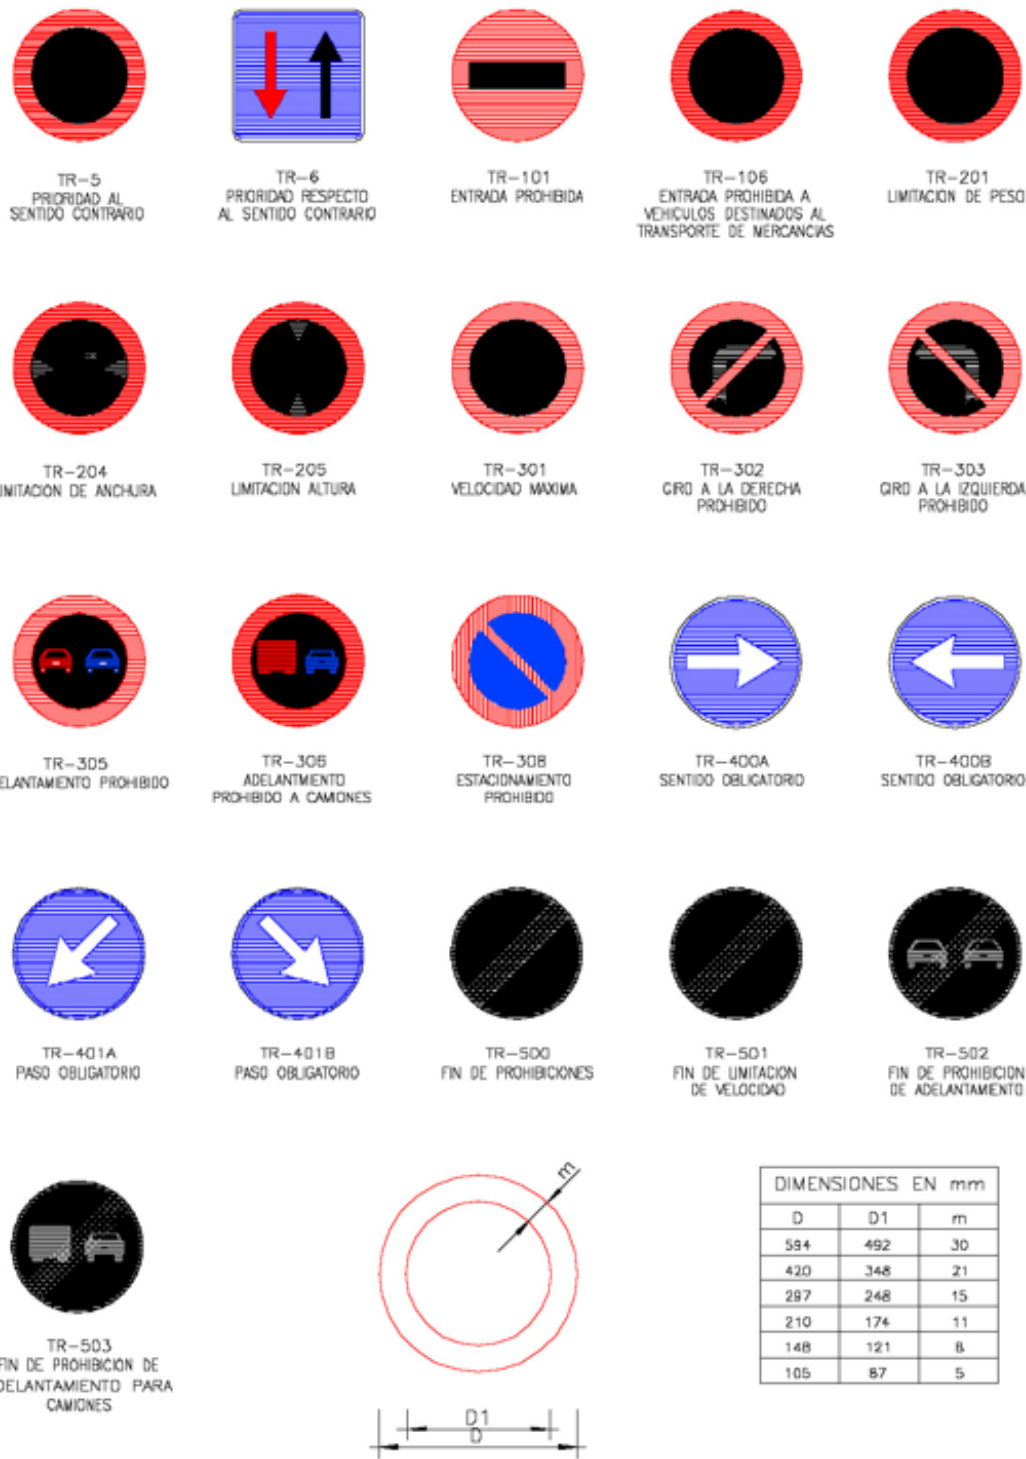 TR-5
PRIORIDAD AL
SENTIDO CONTRARIO
TR-6
PRIORIDAD RESPECTO
AL SENTIDO CONTRARIO
TR-101
ENTRADA PROHIBIDA
TR-106
ENTRADA PROHIBIDA A
VEHICULOS DESTINADOS AL
TRANSPORTE DE MERCANCIAS
TR-201
LIMITACION DE PESO
TR-204
IMITACION DE ANCHURA
TR-205
LIMITACION ALTURA
TR-301
VELOCIDAD MAXIMA
TR-302
GIRO A LA DERECHA
PROHIBIDO
TR-303
GIRO A LA IZQUIERDA
PROHIBIDO
TR-305
ELANTAMIENTO PROHIBIDO
TR-306
ADELANTMIENTO
PROHIBIDO A CAMIONES
TR-308
ESTACIONAMIENTO
PROHIBIDO
TR-400A
SENTIDO OBLIGATORIO
TR-400B
SENTIDO OBLIGATORIO
TR-401A
PASO OBLIGATORIO
TR-401B
PASO OBLIGATORIO
TR-500
FIN DE PROHIBICIONES
TR-501
FIN DE LIMITACION
DE VELOCIDAD
TR-502
FIN DE PROHIBICION
DE ADELANTAMIENTO
TR-503
FIN DE PROHIBICION DE
DELANTAMIENTO PARA
CAMIONES
m
D1
D
DIMENSIONES EN mm
D D1 m
594 492 30
420 348 21
297 248 15
210 174 11
148 121 8
105 87 5